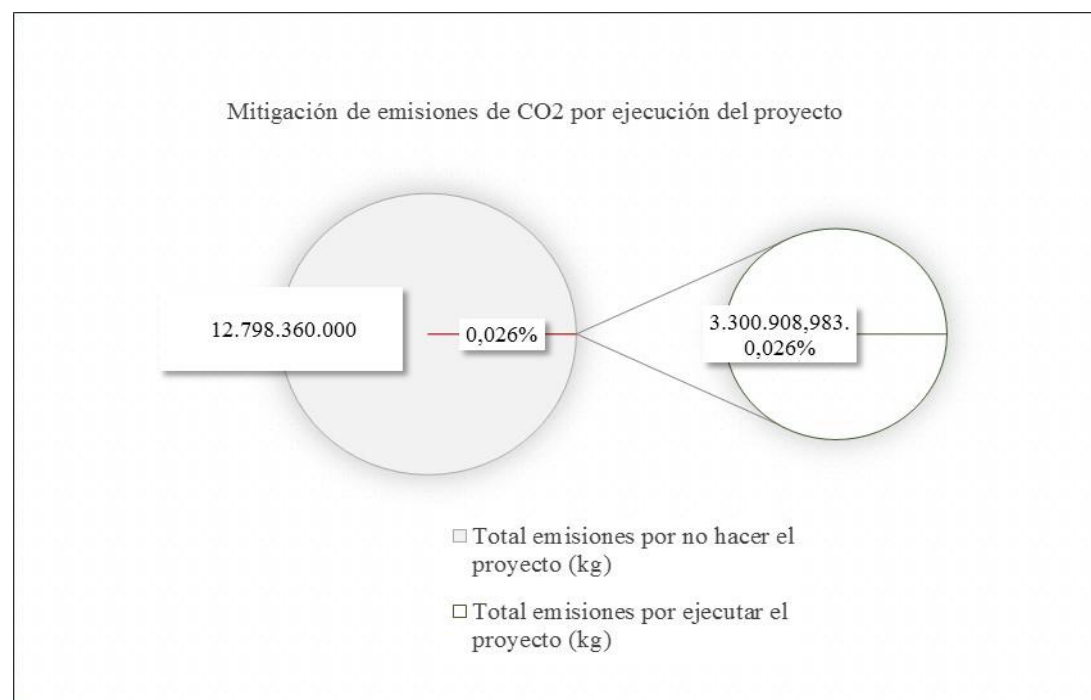 Mitigación de emisiones de CO2 por ejecución del proyecto
12.798.360.000
0,026%
3.300.908,983.
0,026%
Total emisiones por no hacer el
proyecto (kg)
Total emisiones por ejecutar el
proyecto (kg)